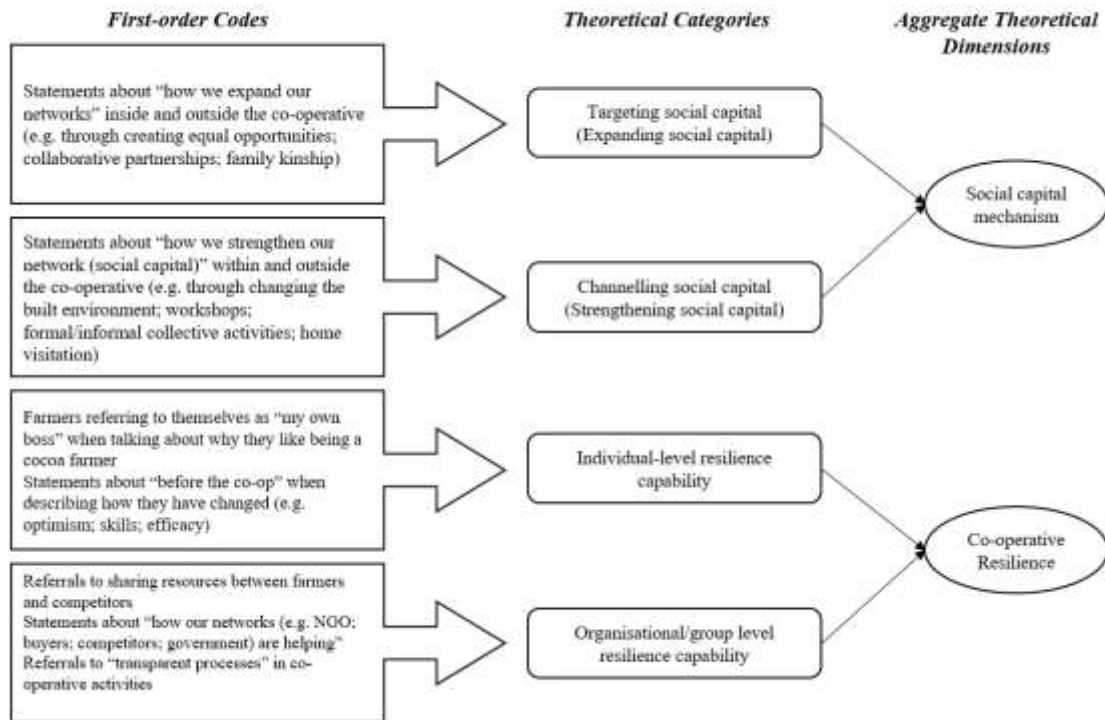 First-order Codes
Theoretical Categories
Aggregate Theoretical
Dimensions
Statements about “how we expand our
networks” inside and outside the co-operative
(e.g. through creating equal opportunities;
collaborative partnerships; family kinship)
Targeting social capital
(Expanding social capital)
Social capital
mechanism
Statements about “how we strengthen our
network (social capital)” within and outside
the co-operative (e.g. through changing the
built environment; workshops;
formal/informal collective activities; home
visitation)
Channelling social capital
(Strengthening social capital)
Farmers referring to themselves as “my own
boss” when talking about why they like being a
cocoa farmer
Statements about “before the co-op” when
describing how they have changed (e.g.
optimism; skills; efficacy)
Individual-level resilience
capability
Co-operative
Resilience
Referrals to sharing resources between farmers
and competitors
Statements about “how our networks (e.g. NGO;
buyers; competitors; government) are helping”
Referrals to “transparent processes” in co-
operative activities
Organisational/group level
resilience capability